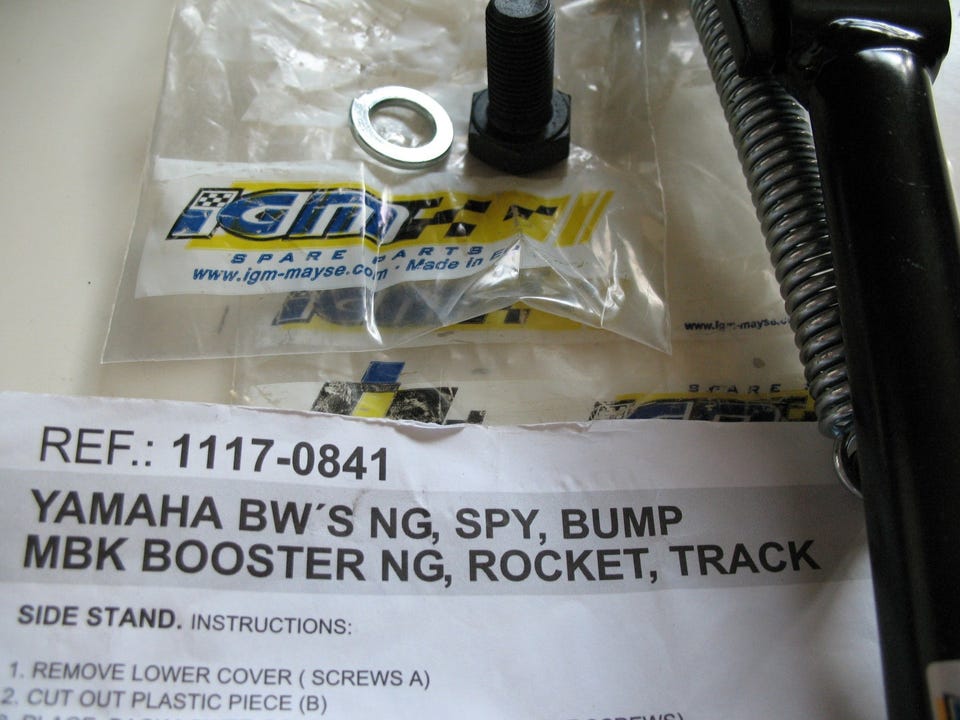 igm
SPARE PARTS
www.igm-mayse.com · Made in
www.igm-mayse.c
SPARE
REF.: 1117-0841
YAMAHA BW´S NG, SPY, BUMP
MBK BOOSTER NG, ROCKET, TRACK
SIDE STAND. INSTRUCTIONS:
1. REMOVE LOWER COVER ( SCREWS A)
2. CUT OUT PLASTIC PIECE (B)